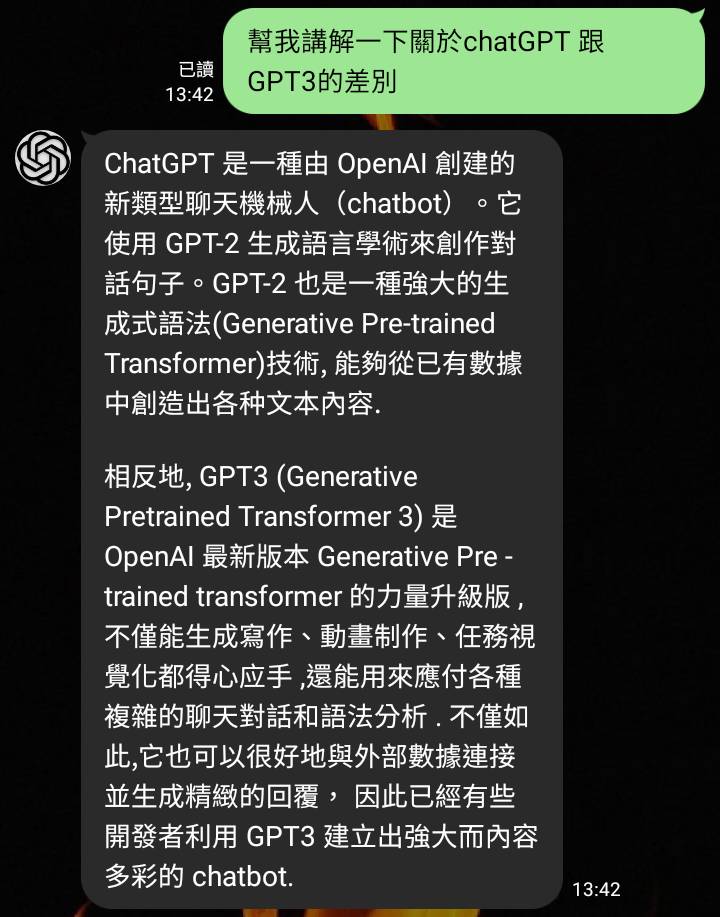 幫我講解一下關於chatGPT 跟
GPT3的差別
已讀
13:42
ChatGPT 是一種由 OpenAI 創建的
新類型聊天機械人（chatbot）。它
使用 GPT-2 生成語言學術來創作對
話句子。GPT-2 也是一種強大的生
成式語法(Generative Pre-trained
Transformer)技術, 能夠從已有數據
中創造出各种文本內容.
相反地, GPT3 (Generative
Pretrained Transformer 3) 是
OpenAI 最新版本 Generative Pre -
trained transformer 的力量升級版 ,
不僅能生成寫作、動畫制作、任務視
覺化都得心应手 ,還能用來應付各種
複雜的聊天對話和語法分析 . 不僅如
此,它也可以很好地與外部數據連接
並生成精緻的回覆， 因此已經有些
開發者利用 GPT3 建立出強大而內容
多彩的 chatbot.
13:42